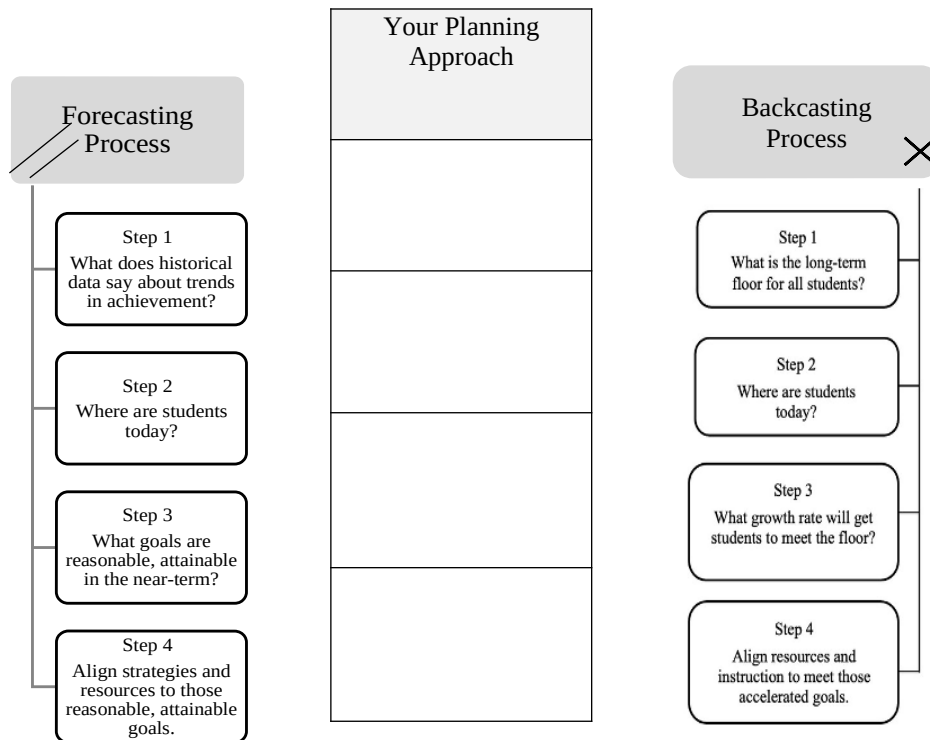 Forecasting
Process
Step 1
What does historical
data say about trends
in achievement?
Step 2
Where are students
today?
Step 3
What goals are
reasonable, attainable
in the near-term?
Step 4
Align strategies and
resources to those
reasonable, attainable
goals.
Your Planning
Approach
Backcasting
Process
Step 1
What is the long-term
floor for all students?
Step 2
Where are students
today?
Step 3
What growth rate will get
students to meet the floor?
Step 4
Align resources and
instruction to meet those
accelerated goals.